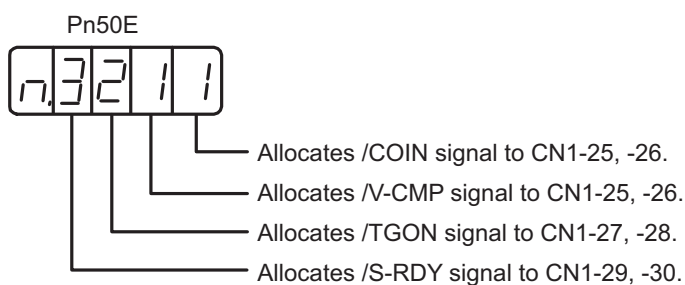 Pn50E
n.3211
Allocates /COIN signal to CN1-25, -26.
Allocates /V-CMP signal to CN1-25, -26.
Allocates /TGON signal to CN1-27, -28.
Allocates /S-RDY signal to CN1-29, -30.